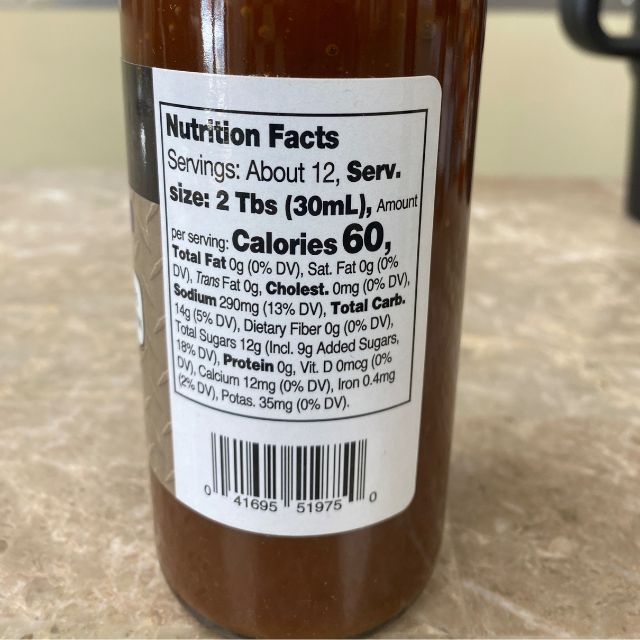 Nutrition Facts
Servings: About 12, Serv.
size: 2 Tbs (30mL), Amount
per serving: Calories 60,
Total Fat 0g (0% DV), Sat. Fat 0g (0%
DV), Trans Fat 0g, Cholest. 0mg (0% DV),
Sodium 290mg (13% DV), Total Carb.
14g (5% DV), Dietary Fiber 0g (0% DV),
Total Sugars 12g (Incl. 9g Added Sugars,
18% DV), Protein 0g, Vit. D 0mcg (0%
DV), Calcium 12mg (0% DV), Iron 0.4mg
(2% DV), Potas. 35mg (0% DV).
0 41695 51975 0